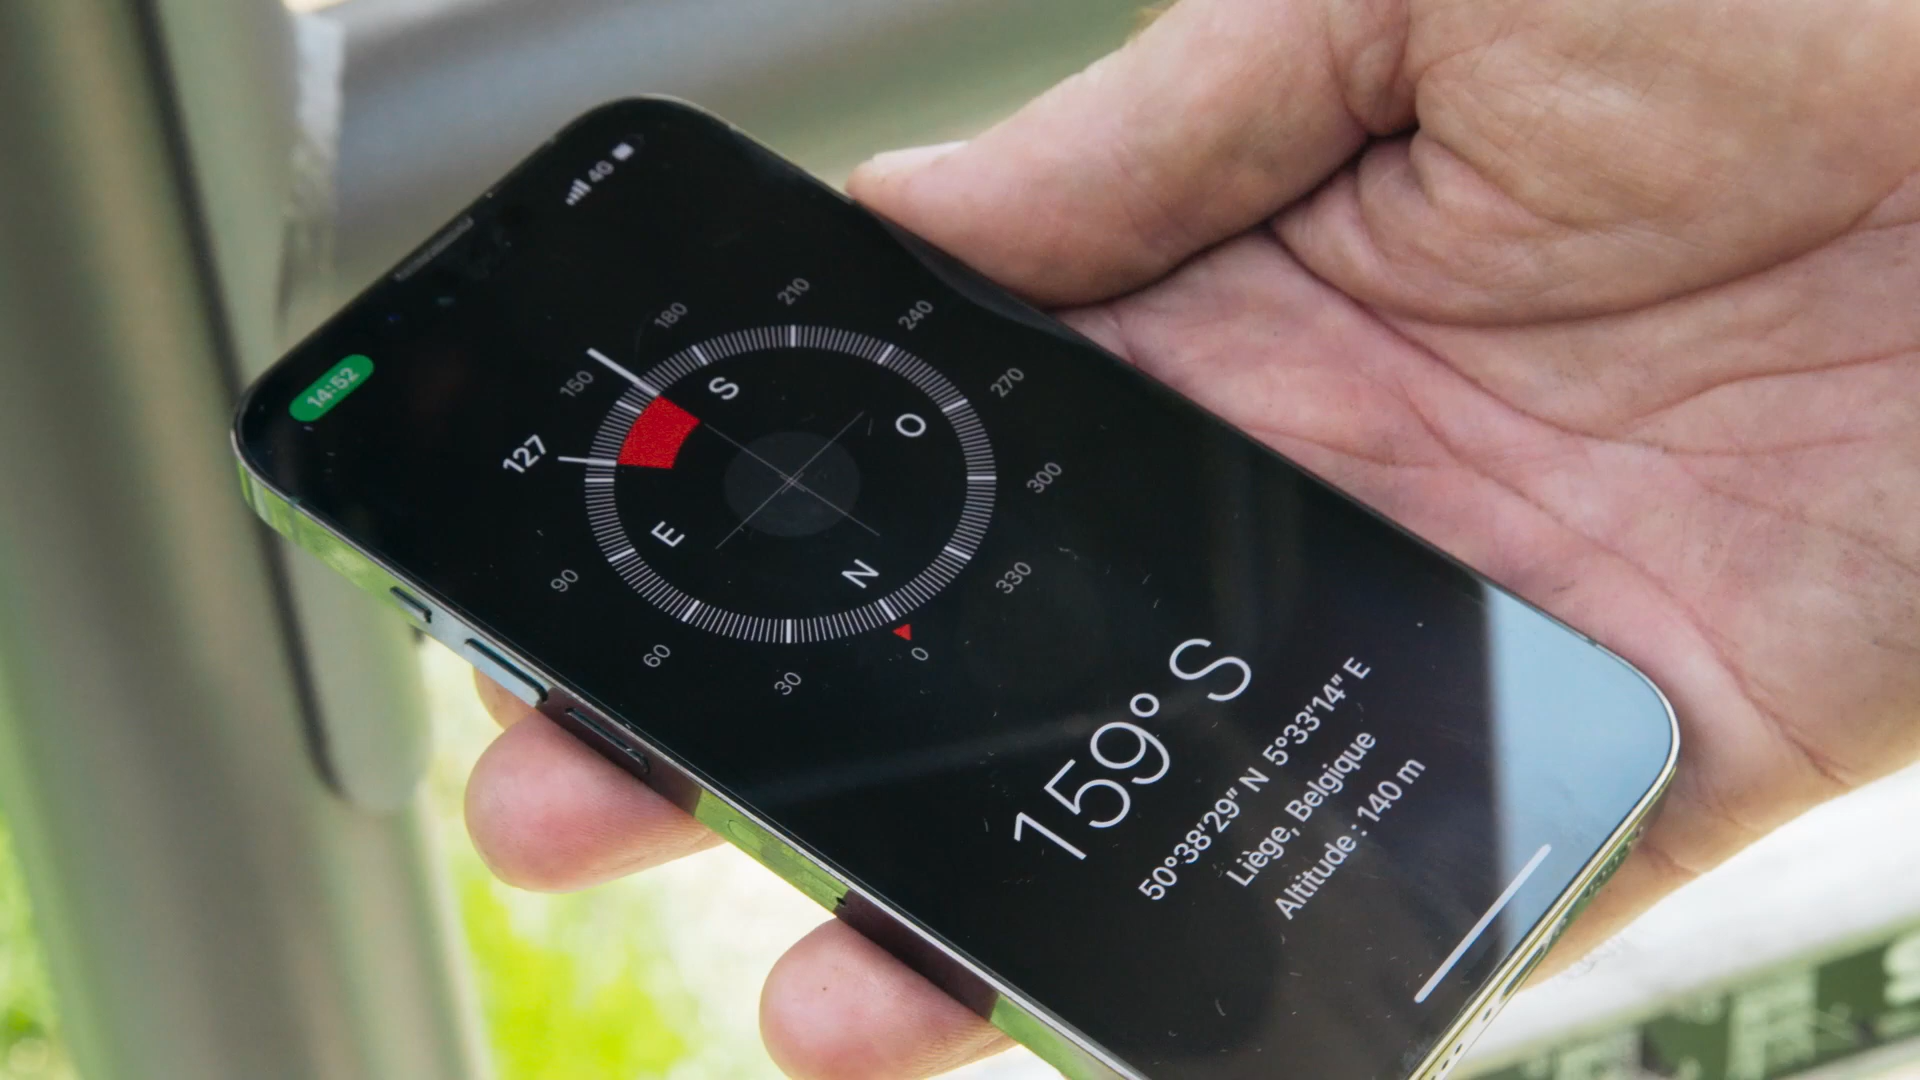 14:52
4G
127
150
180
210
240
270
300
330
0
30
60
90
S
O
N
E
159° S
50°38'29" N 5°33'14" E
Liège, Belgique
Altitude : 140 m